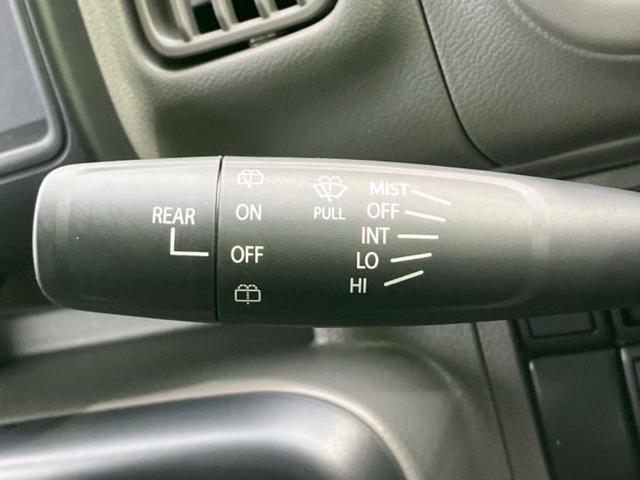 REAR
ON
OFF
PULL
MIST
OFF
INT
LO
HI